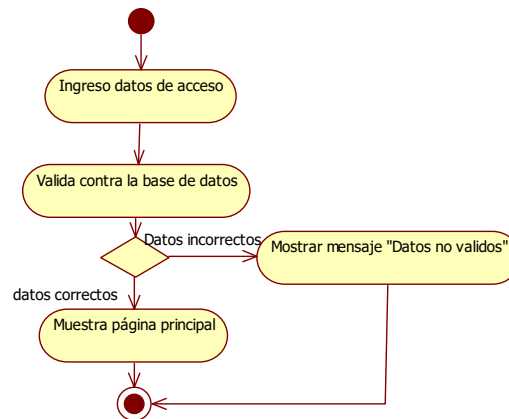 Ingreso datos de acceso
Valida contra la base de datos
Datos incorrectos
Mostrar mensaje "Datos no validos"
datos correctos
Muestra página principal